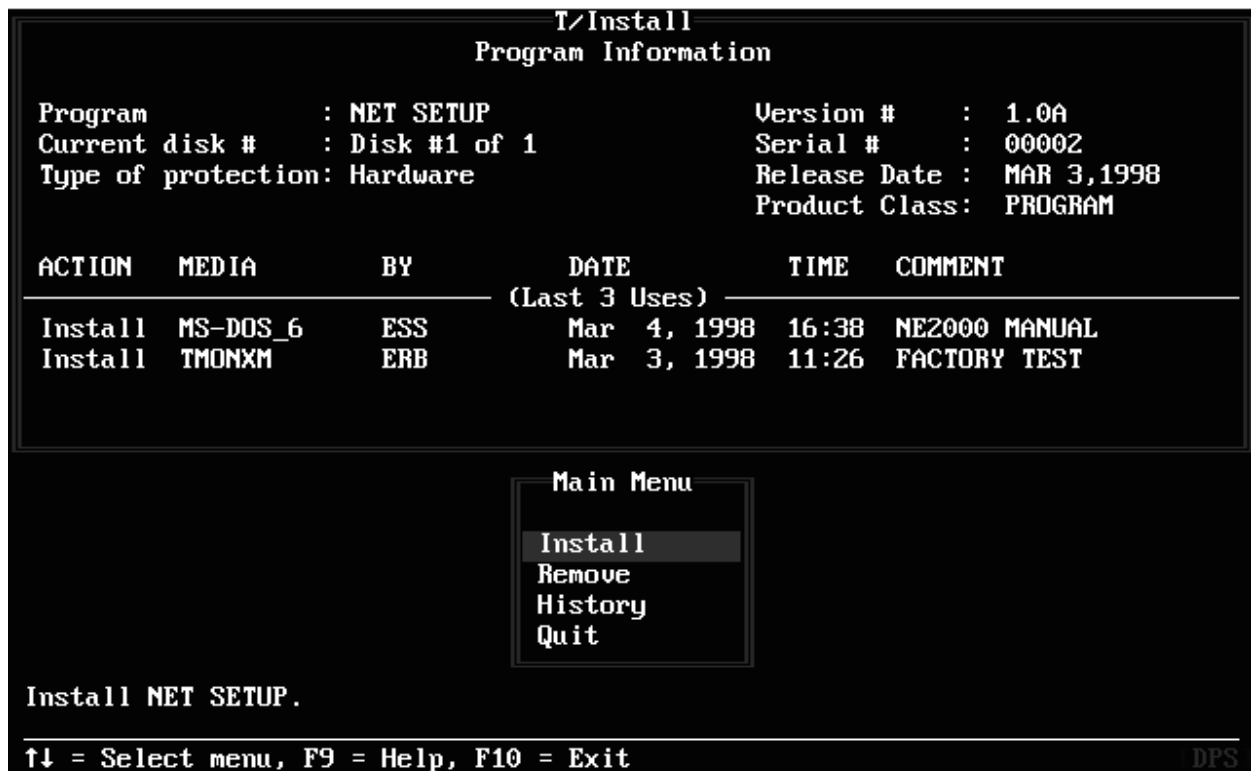 T/Install
Program Information
Program : NET SETUP Version # : 1.0A
Current disk # : Disk #1 of 1 Serial # : 00002
Type of protection: Hardware Release Date : MAR 3,1998
Product Class: PROGRAM
ACTION MEDIA BY DATE TIME COMMENT
(Last 3 Uses)
Install MS-DOS_6 ESS Mar 4, 1998 16:38 NE2000 MANUAL
Install TMONXM ERB Mar 3, 1998 11:26 FACTORY TEST
Main Menu
Install
Remove
History
Quit
Install NET SETUP.
↑↓ = Select menu, F9 = Help, F10 = Exit DPS